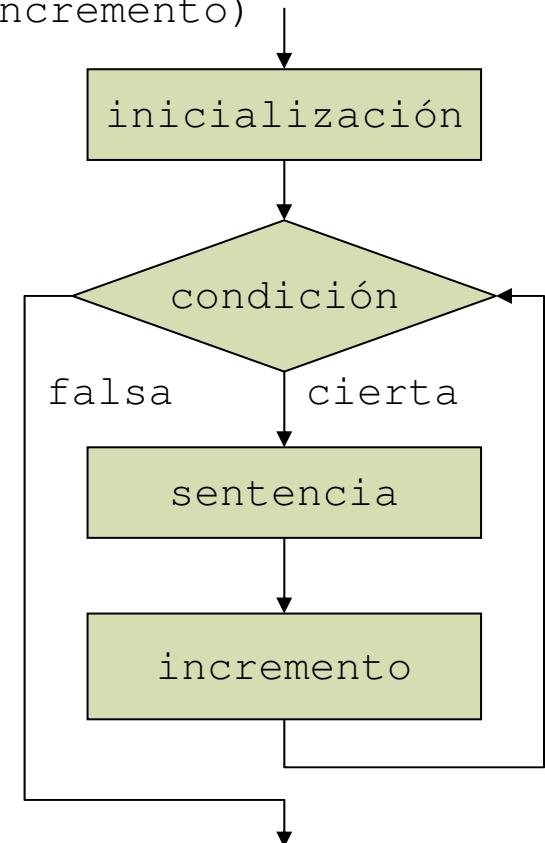 ncremento)
inicialización
condición
falsa cierta
sentencia
incremento